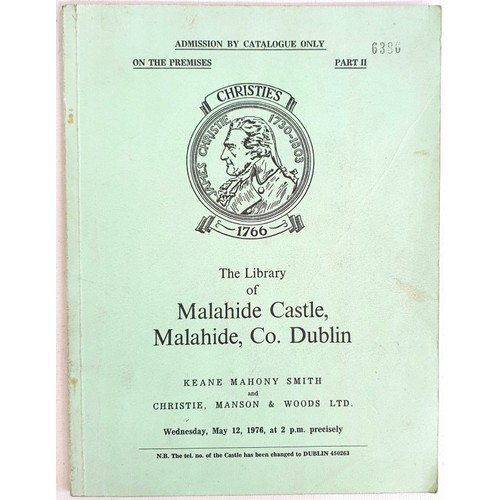 ADMISSION BY CATALOGUE ONLY
6386
ON THE PREMISES PART II
CHRISTIE'S
JAMES CHRISTIE 1730-1803
1766
The Library
of
Malahide Castle,
Malahide, Co. Dublin
KEANE MAHONY SMITH
and
CHRISTIE, MANSON & WOODS LTD.
Wednesday, May 12, 1976, at 2 p.m. precisely
N.B. The tel. no. of the Castle has been changed to DUBLIN 450263